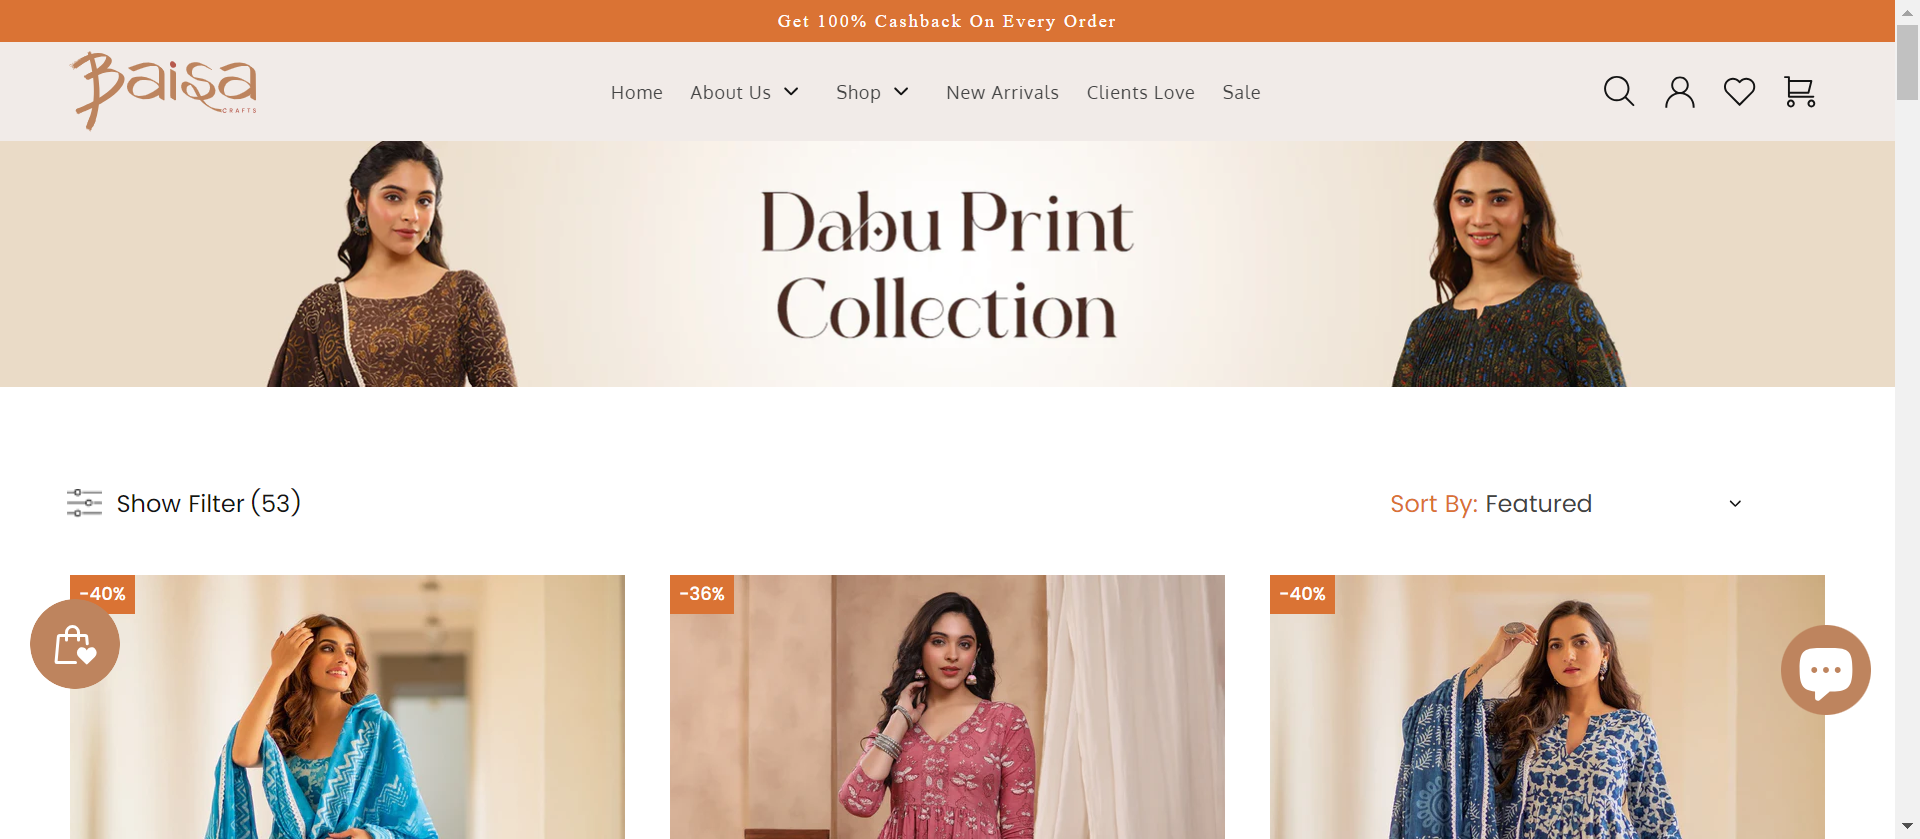 Get 100% Cashback On Every Order
Baisa
CRAFTS
Home About Us Shop New Arrivals Clients Love Sale
Dabu Print
Collection
Show Filter (53)
Sort By: Featured
-40%
-36%
-40%